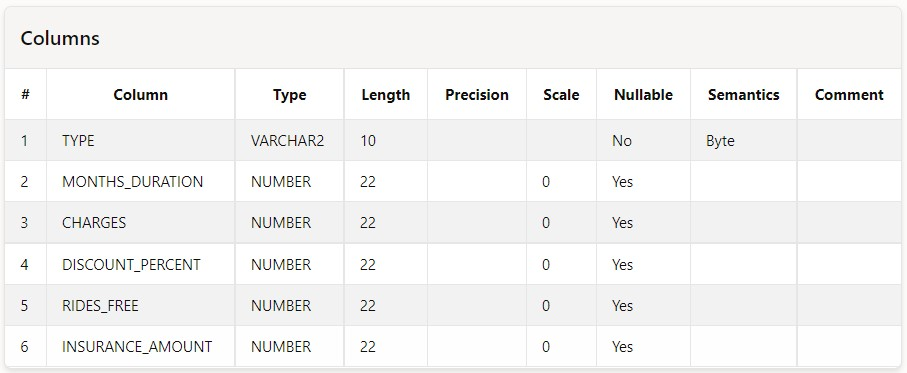 Columns
# Column Type Length Precision Scale Nullable Semantics Comment
1 TYPE VARCHAR2 10 No Byte
2 MONTHS_DURATION NUMBER 22 0 Yes
3 CHARGES NUMBER 22 0 Yes
4 DISCOUNT_PERCENT NUMBER 22 0 Yes
5 RIDES_FREE NUMBER 22 0 Yes
6 INSURANCE_AMOUNT NUMBER 22 0 Yes